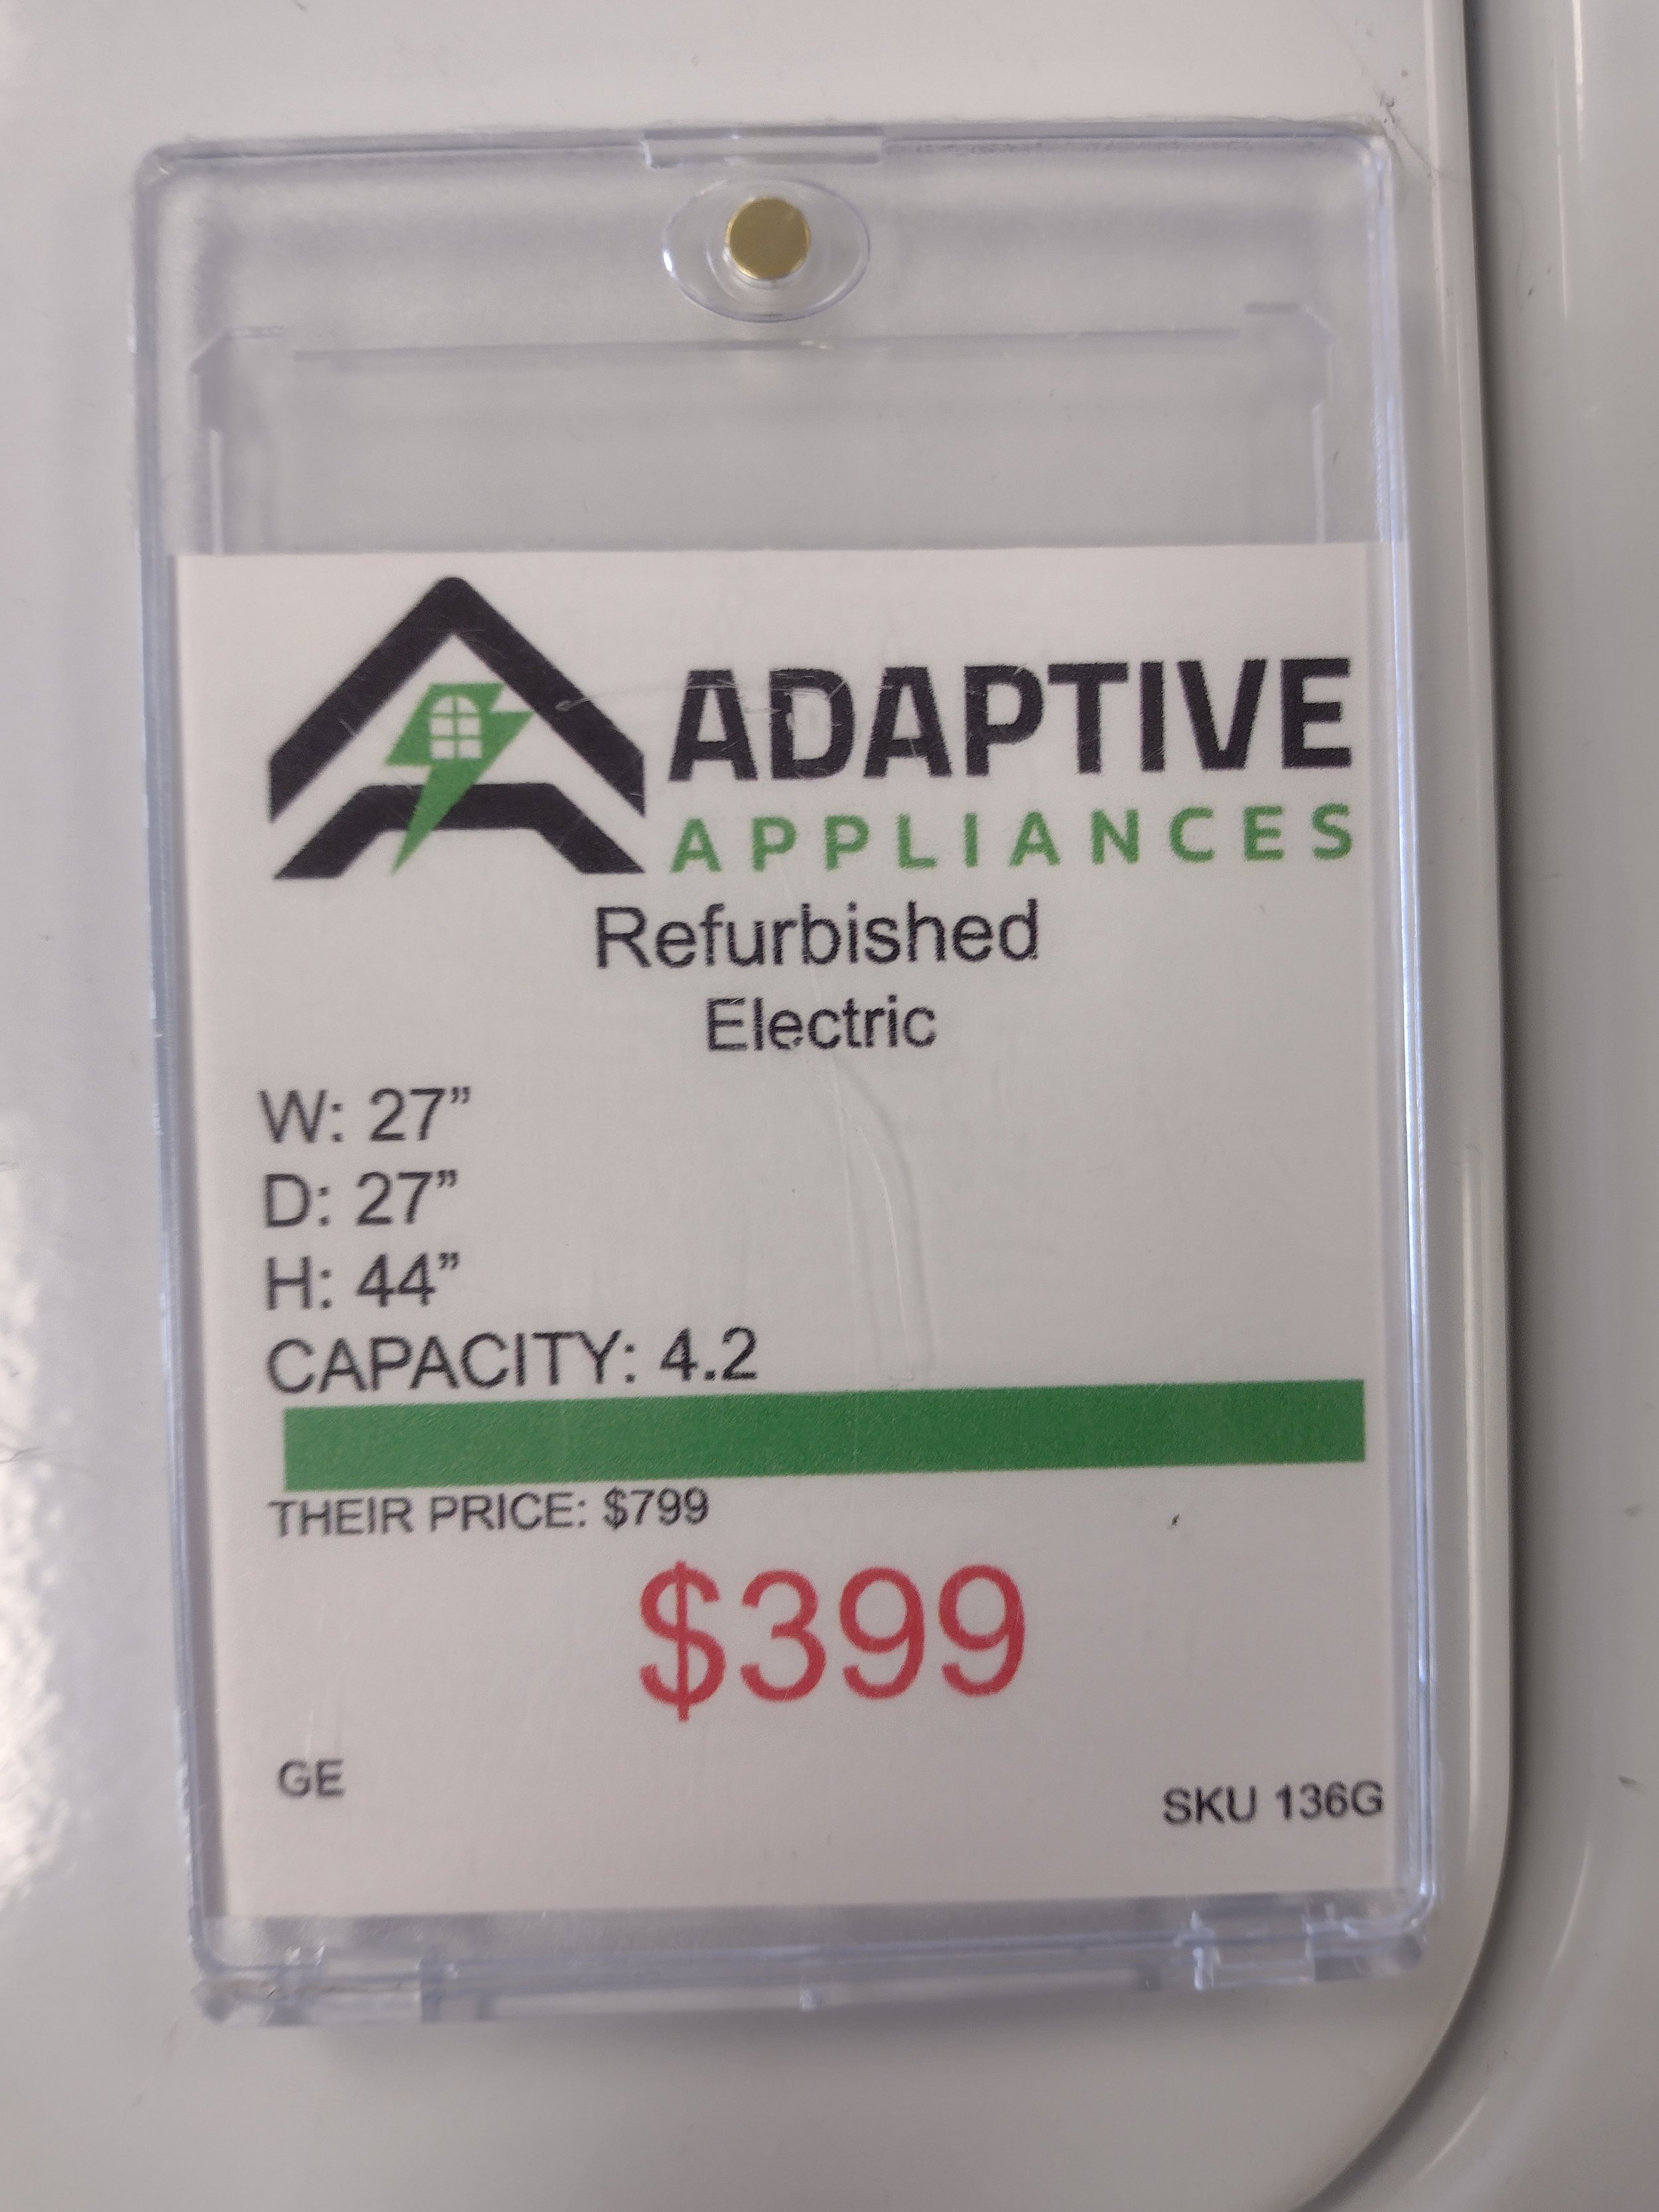 ADAPTIVE
APPLIANCES
Refurbished
Electric
W: 27”
D: 27”
H: 44”
CAPACITY: 4.2
THEIR PRICE: $799
$399
GE
SKU 136G